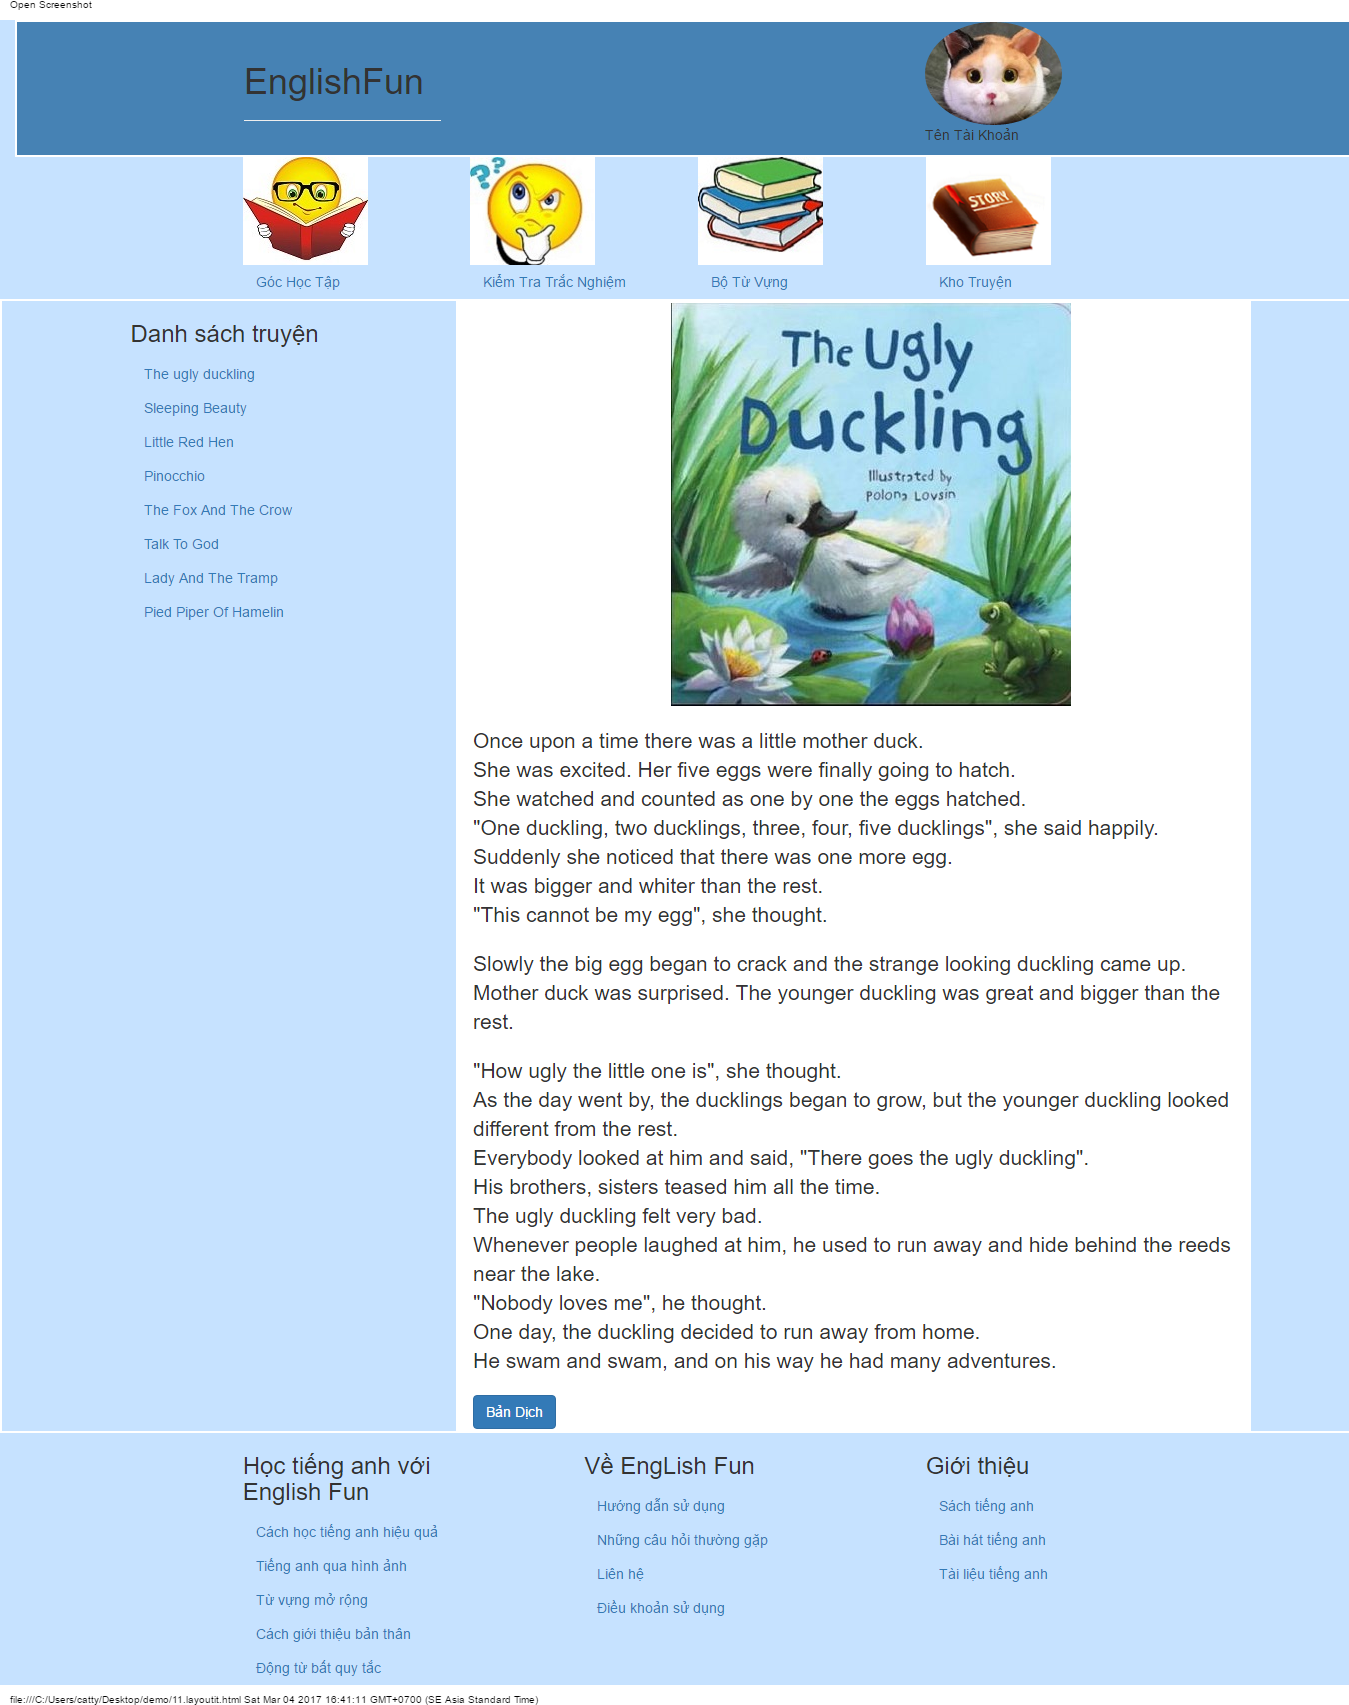 Open Screenshot
EnglishFun
Tên Tài Khoản
Góc Học Tập
Kiểm Tra Trắc Nghiệm
Bộ Từ Vựng
STORY
Kho Truyện
Danh sách truyện
The ugly duckling
Sleeping Beauty
Little Red Hen
Pinocchio
The Fox And The Crow
Talk To God
Lady And The Tramp
Pied Piper Of Hamelin
The Ugly
Duckling
Illustrated by
Polona Lovsin
Once upon a time there was a little mother duck.
She was excited. Her five eggs were finally going to hatch.
She watched and counted as one by one the eggs hatched.
"One duckling, two ducklings, three, four, five ducklings", she said happily.
Suddenly she noticed that there was one more egg.
It was bigger and whiter than the rest.
"This cannot be my egg", she thought.
Slowly the big egg began to crack and the strange looking duckling came up.
Mother duck was surprised. The younger duckling was great and bigger than the
rest.
"How ugly the little one is", she thought.
As the day went by, the ducklings began to grow, but the younger duckling looked
different from the rest.
Everybody looked at him and said, "There goes the ugly duckling".
His brothers, sisters teased him all the time.
The ugly duckling felt very bad.
Whenever people laughed at him, he used to run away and hide behind the reeds
near the lake.
"Nobody loves me", he thought.
One day, the duckling decided to run away from home.
He swam and swam, and on his way he had many adventures.
Bản Dịch
Học tiếng anh với
English Fun
Cách học tiếng anh hiệu quả
Tiếng anh qua hình ảnh
Từ vựng mở rộng
Cách giới thiệu bản thân
Động từ bất quy tắc
Về EngLish Fun
Hướng dẫn sử dụng
Những câu hỏi thường gặp
Liên hệ
Điều khoản sử dụng
Giới thiệu
Sách tiếng anh
Bài hát tiếng anh
Tài liệu tiếng anh
file:///C:/Users/catty/Desktop/demo/11.layoutit.html Sat Mar 04 2017 16:41:11 GMT+0700 (SE Asia Standard Time)